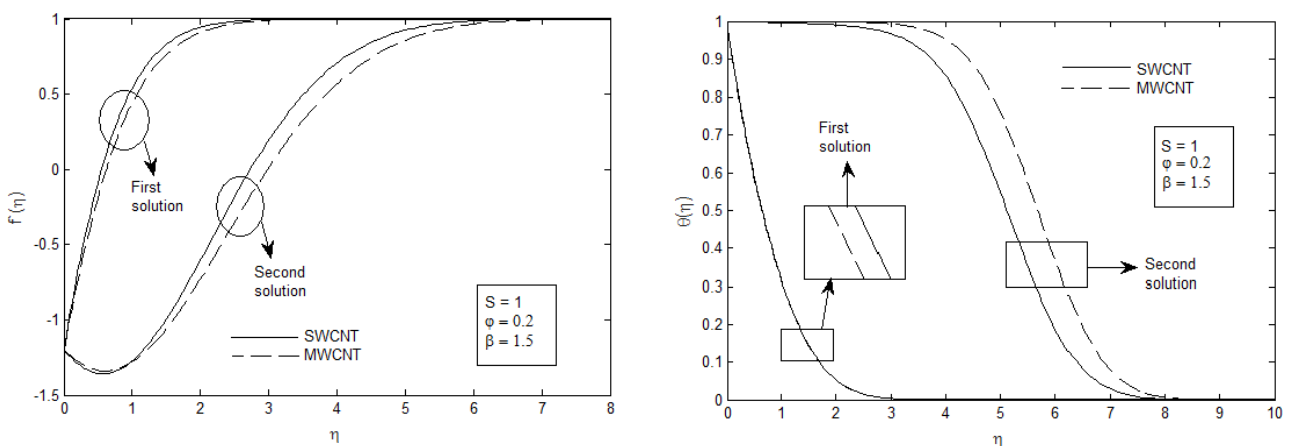 1
0.5
0
-0.5
-1
-1.5
f'(η)
0 1 2 3 4 5 6 7 8
η
First
solution
Second
solution
SWCNT
MWCNT
S = 1
φ = 0.2
β = 1.5
1
0.9
0.8
0.7
0.6
0.5
0.4
0.3
0.2
0.1
0
θ(η)
0 1 2 3 4 5 6 7 8 9 10
η
SWCNT
MWCNT
First
solution
S = 1
φ = 0.2
β = 1.5
Second
solution